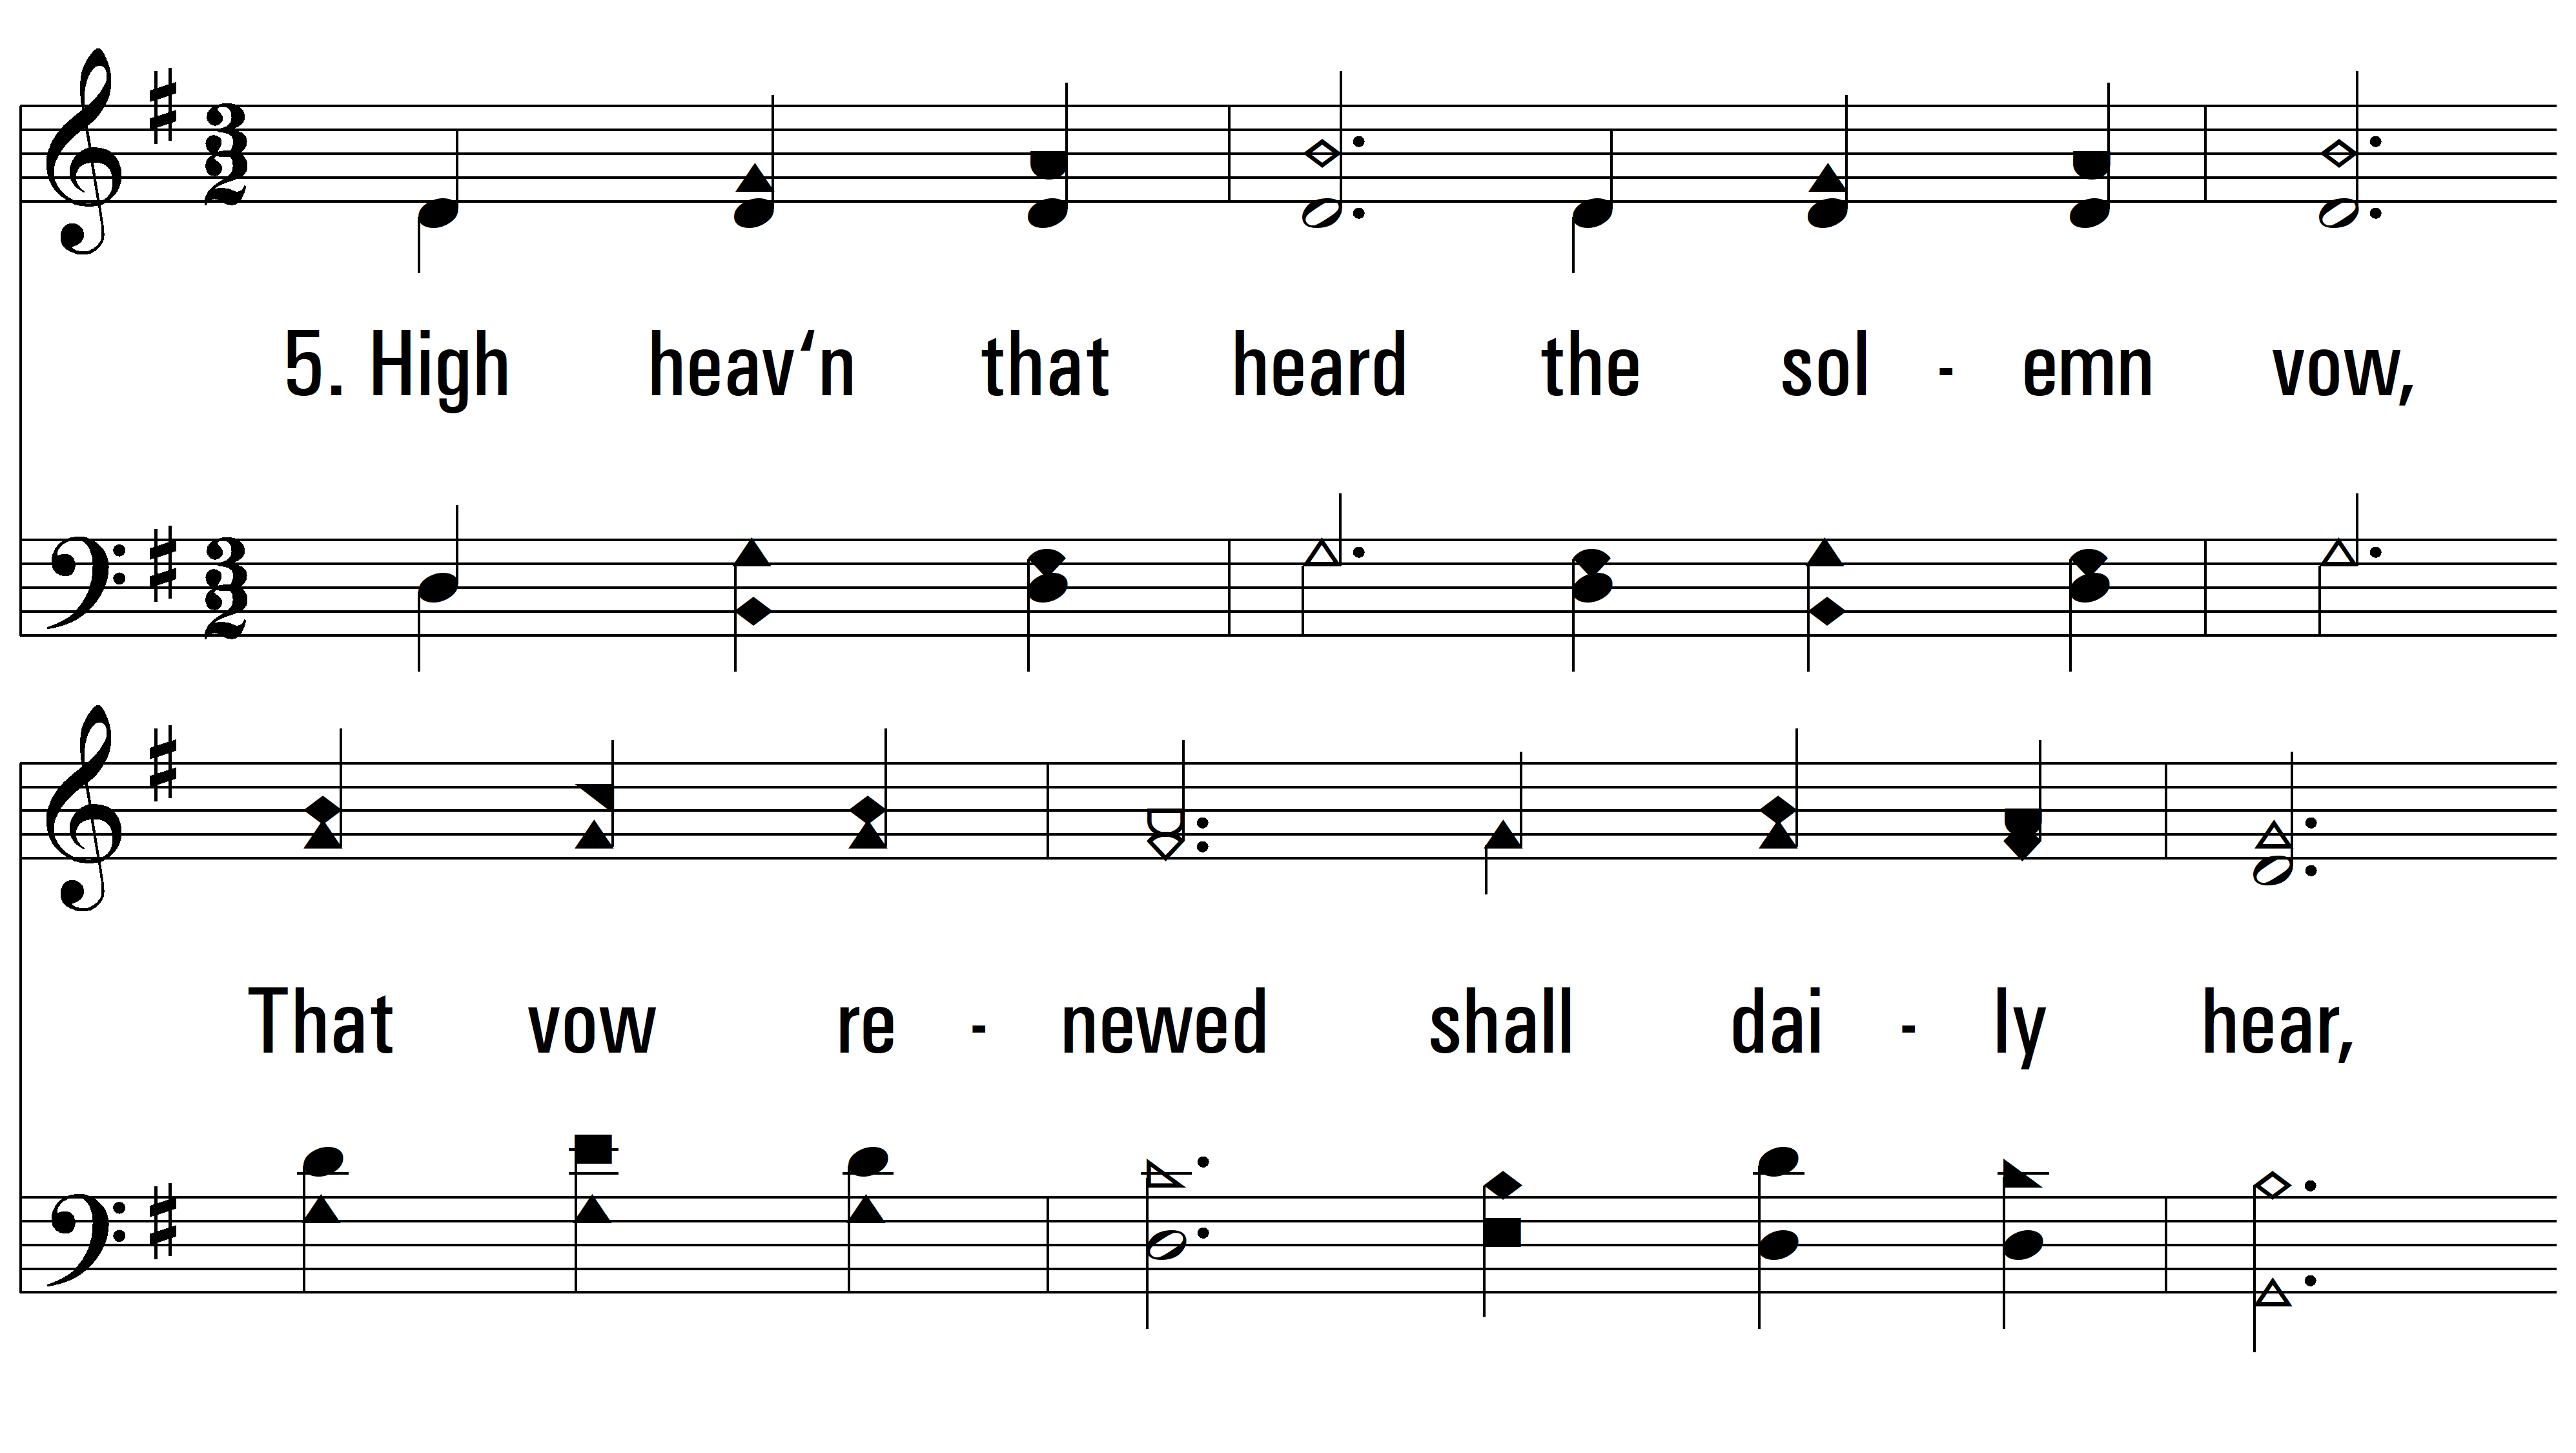 5. High heav‘n that heard the sol - emn vow,
That vow re - newed shall dai - ly hear,